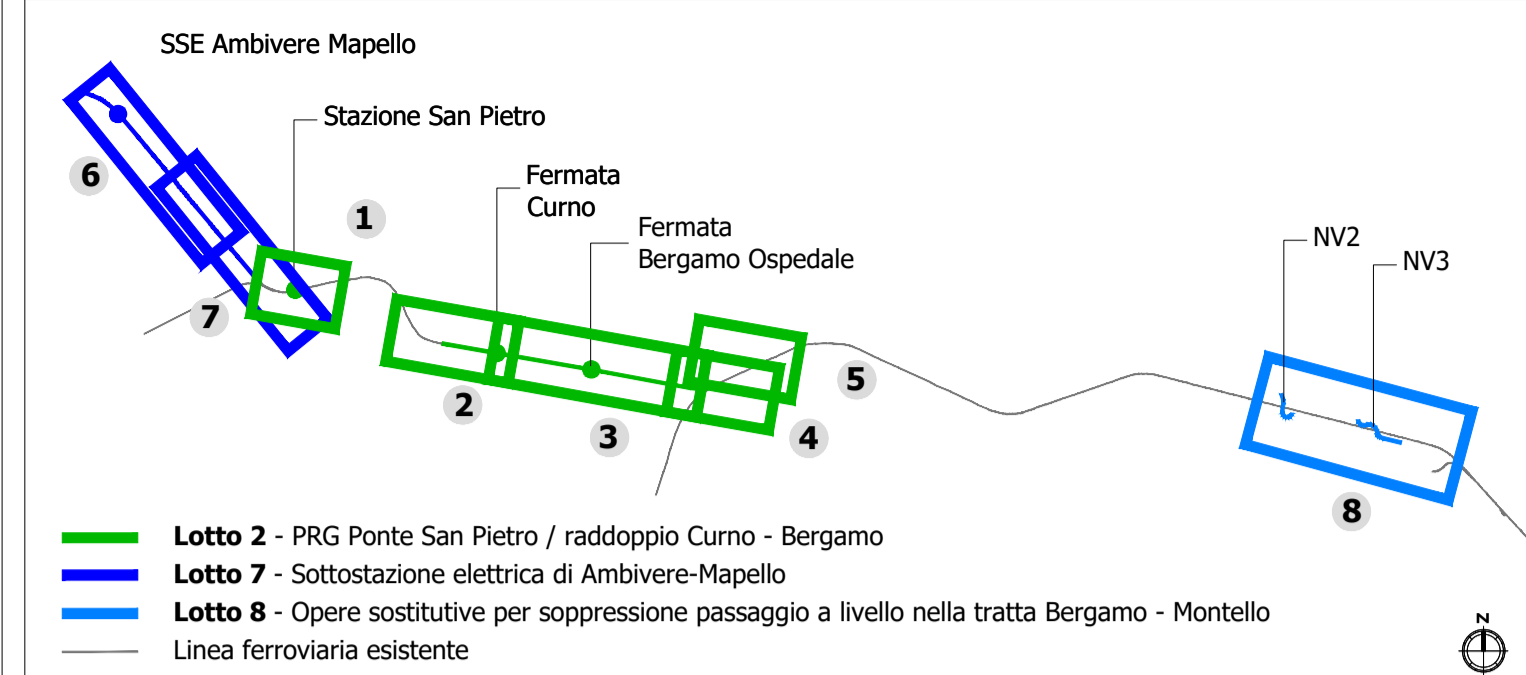 SSE Ambivere Mapello
Stazione San Pietro
6
1
Fermata
Curno
Fermata
Bergamo Ospedale
NV2
NV3
7
2
3
4
5
8
Lotto 2 - PRG Ponte San Pietro / raddoppio Curno - Bergamo
Lotto 7 - Sottostazione elettrica di Ambivere-Mapello
Lotto 8 - Opere sostitutive per soppressione passaggio a livello nella tratta Bergamo - Montello
Linea ferroviaria esistente
N